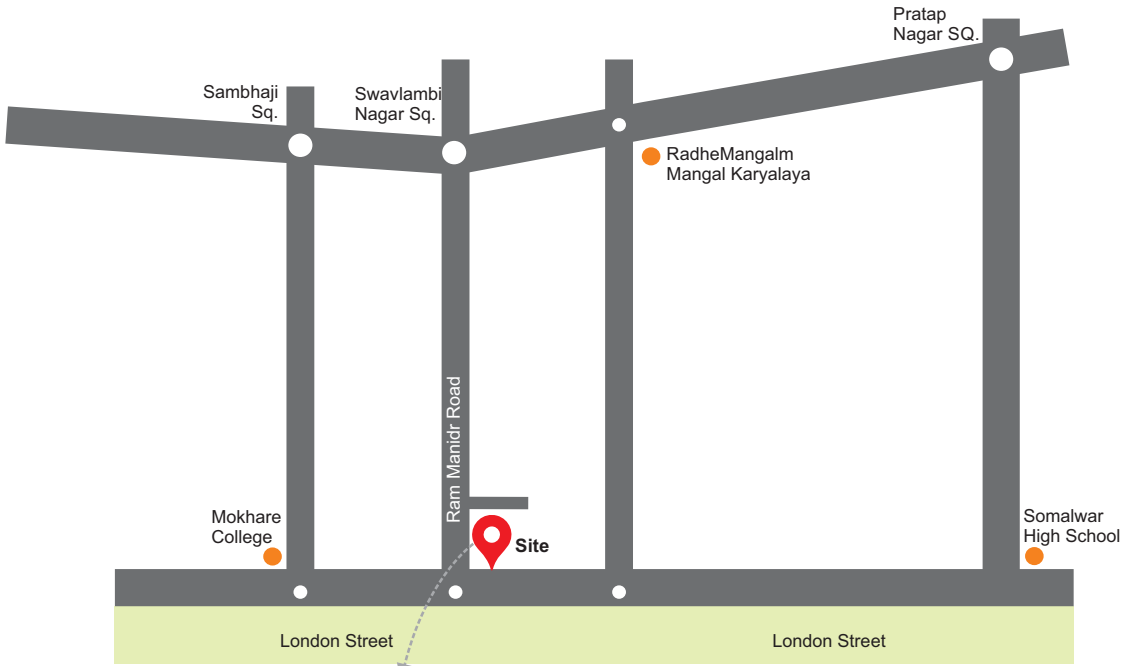 Pratap
Nagar SQ.
Sambhaji
Sq.
Swavlambi
Nagar Sq.
RadheMangalm
Mangal Karyalaya
Ram Manidr Road
Mokhare
College
Site
Somalwar
High School
London Street
London Street